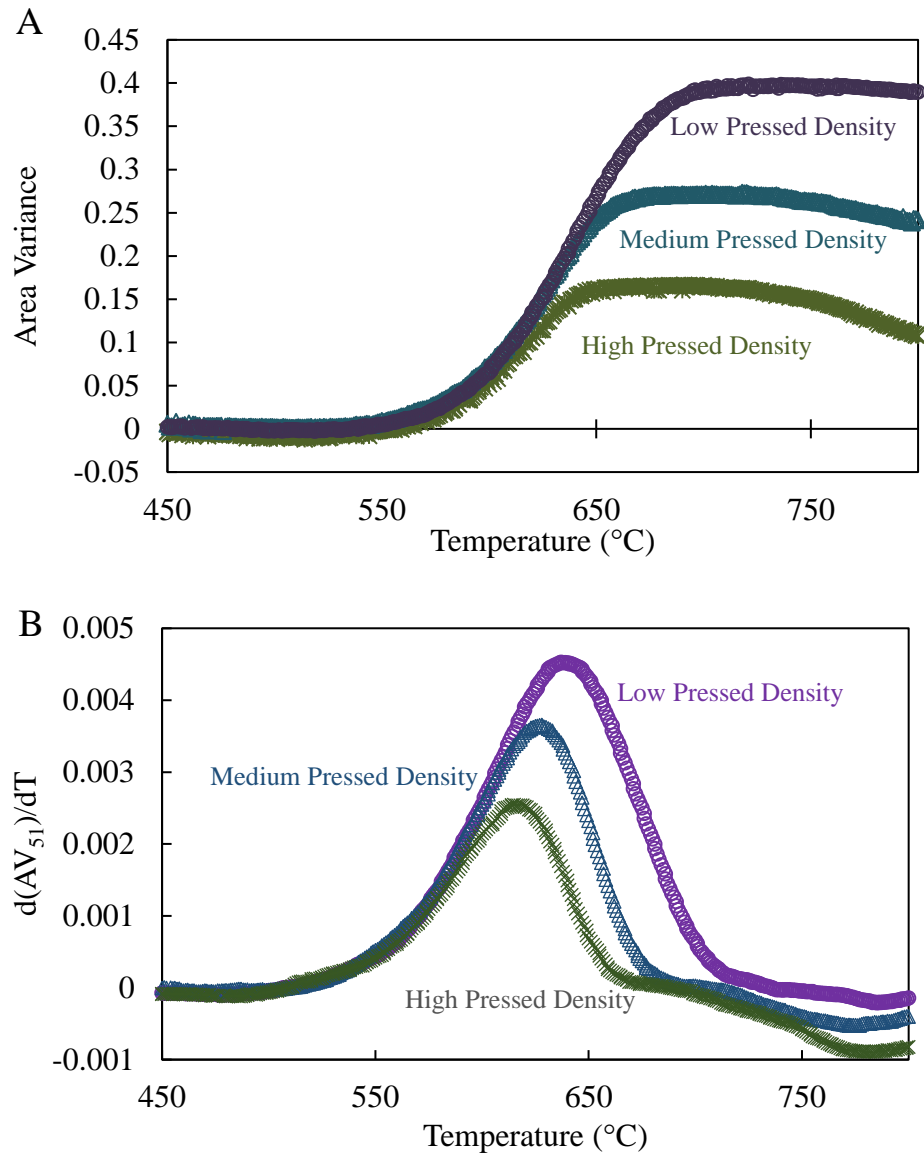 A
0.45
0.4
0.35
0.3
0.25
0.2
0.15
0.1
0.05
0
-0.05
Area Variance
Low Pressed Density
Medium Pressed Density
High Pressed Density
450 550 650 750
Temperature (°C)
B
0.005
0.004
0.003
0.002
0.001
0
-0.001
d(AV51)/dT
Low Pressed Density
Medium Pressed Density
High Pressed Density
450 550 650 750
Temperature (°C)